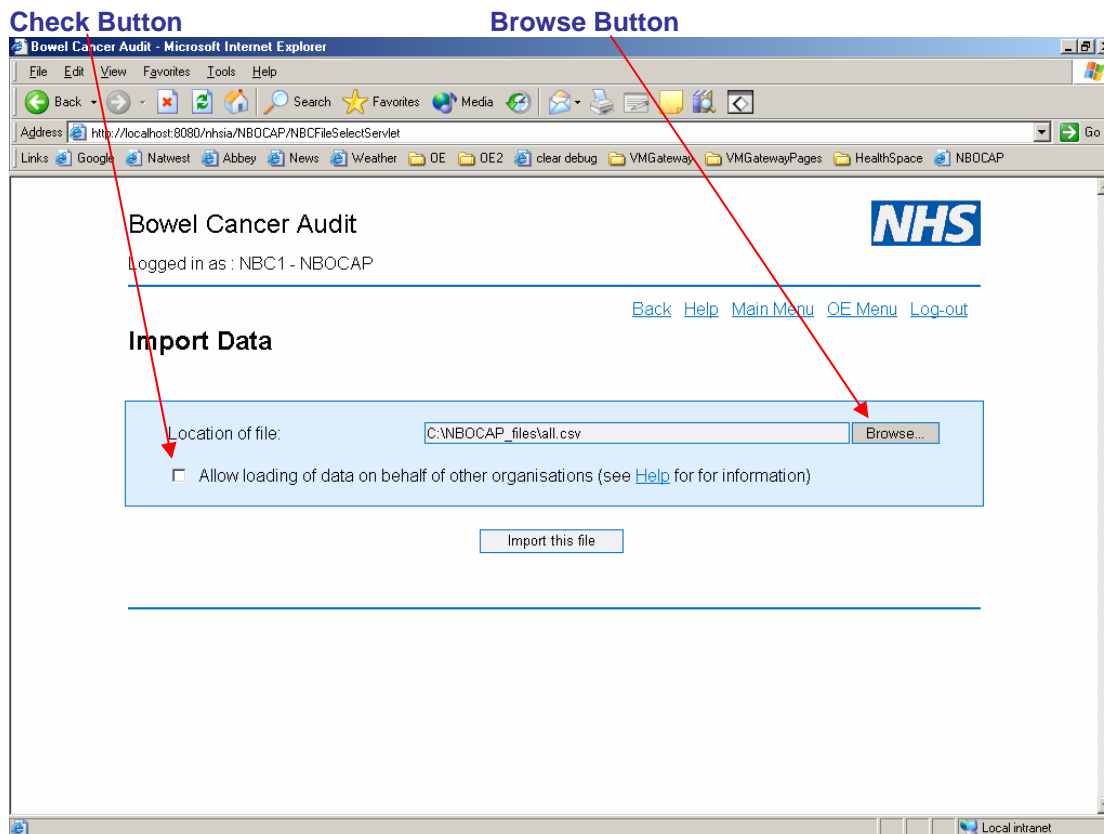 Check Button Browse Button
Bowel Cancer Audit - Microsoft Internet Explorer
File Edit View Favorites Tools Help
Back Search Favorites Media
Address http://localhost:8080/nhsia/NBOCAP/NBCFileSelectServlet Go
Links Google Natwest Abbey News Weather OE OE2 clear debug VMGateway VMGatewayPages HealthSpace NBOCAP
Bowel Cancer Audit NHS
Logged in as : NBC1 - NBOCAP
Back Help Main Menu OE Menu Log-out
Import Data
Location of file: C:\NBOCAP_files\all.csv Browse...
Allow loading of data on behalf of other organisations (see Help for for information)
Import this file
Local intranet